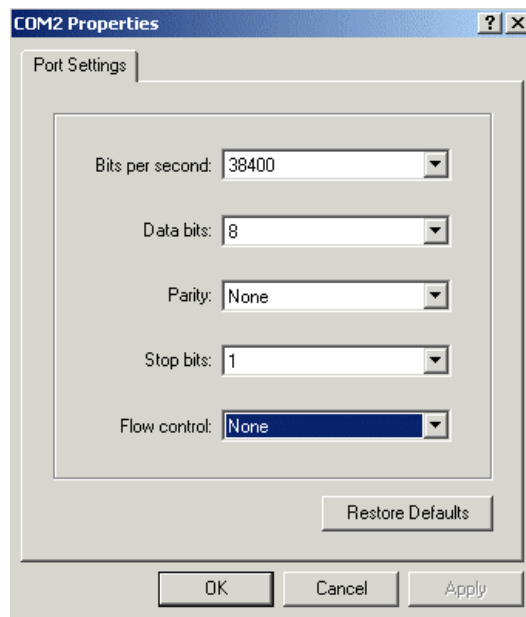 COM2 Properties
Port Settings
Bits per second: 38400
Data bits: 8
Parity: None
Stop bits: 1
Flow control: None
Restore Defaults
OK Cancel Apply